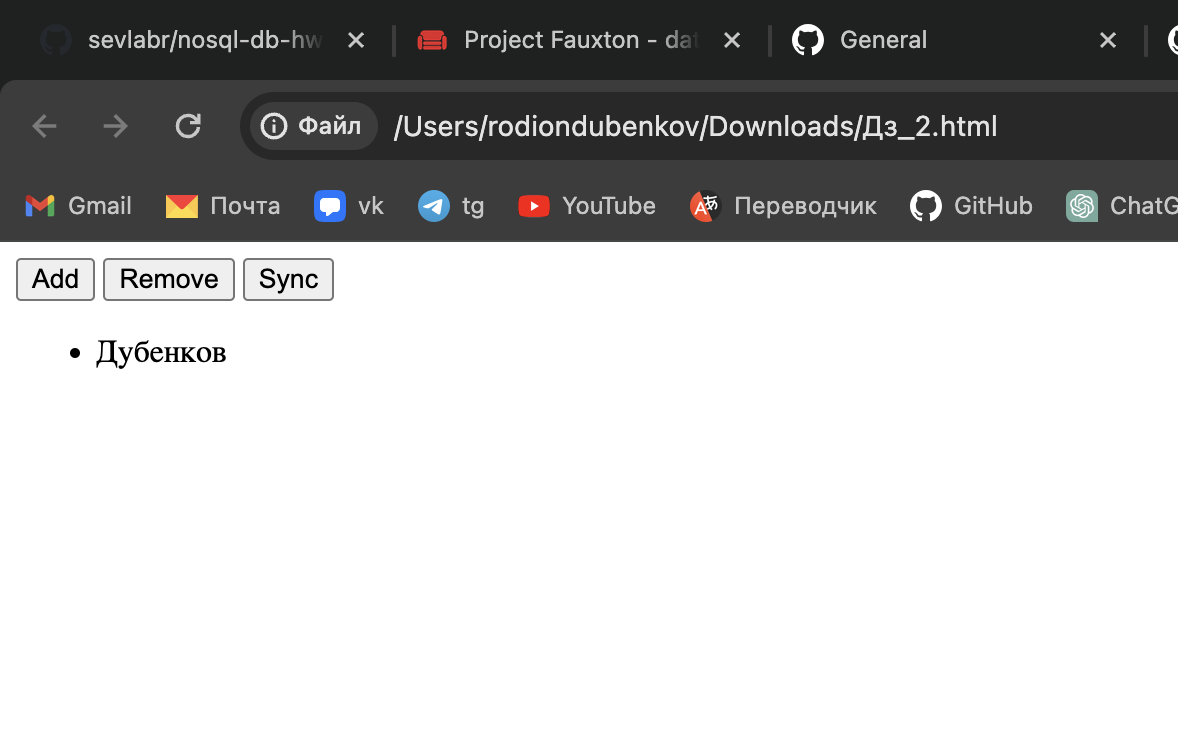 sevlabr/nosql-db-hw
Project Fauxton - dat
General
Файл /Users/rodiondubenkov/Downloads/Дз_2.html
Gmail Почта vk tg YouTube Переводчик GitHub ChatG
Add Remove Sync
• Дубенков